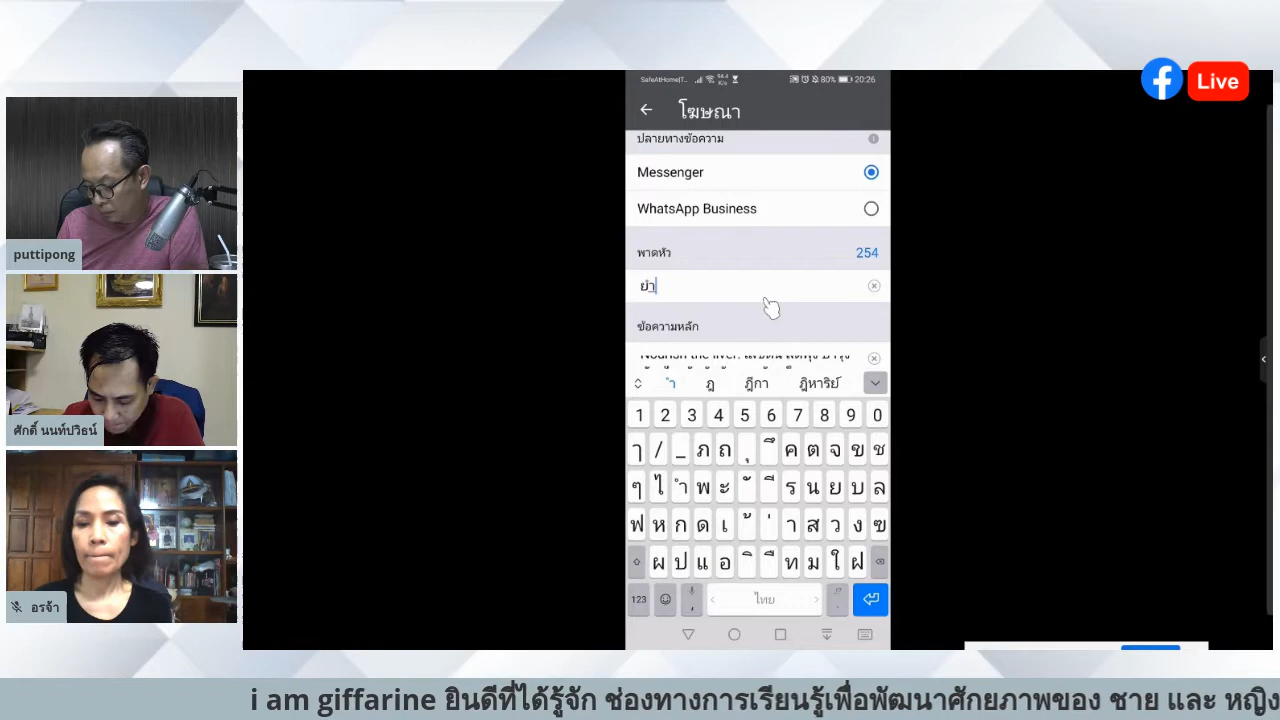 Live
SafeAtHome|T..
94.4
K/s
80%
20:26
โฆษณา
ปลายทางข้อความ
Messenger
WhatsApp Business
พาดหัว
254
ยำ
ข้อความหลัก
ำ ฎ ฎีกา ฎิหาริย์
1 2 3 4 5 6 7 8 9 0
ๅ / _ ภ ถ ุ ึ ค ต จ ข ช
ๆ ไ ำ พ ะ ั ี ร น ย บ ล
ฟ ห ก ด เ ้ ่ า ส ว ง ฃ
ผ ป แ อ ิ ื ท ม ใ ฝ
123 , ไทย .
puttipong
ศักดิ์ นนท์ปวิธน์
อรจ้า
i am giffarine ยินดีที่ได้รู้จัก ช่องทางการเรียนรู้เพื่อพัฒนาศักยภาพของ ชาย และ หญิง